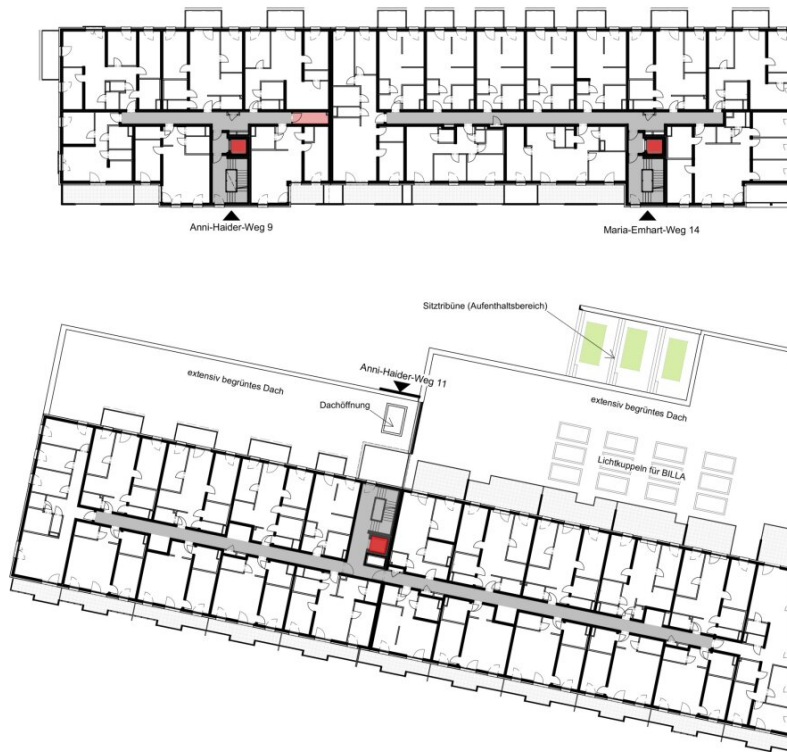 Anni-Haider-Weg 9
Maria-Emhart-Weg 14
Sitztribüne (Aufenthaltsbereich)
Anni-Haider-Weg 11
extensiv begrüntes Dach
Dachöffnung
extensiv begrüntes Dach
Lichtkuppeln für BILLA